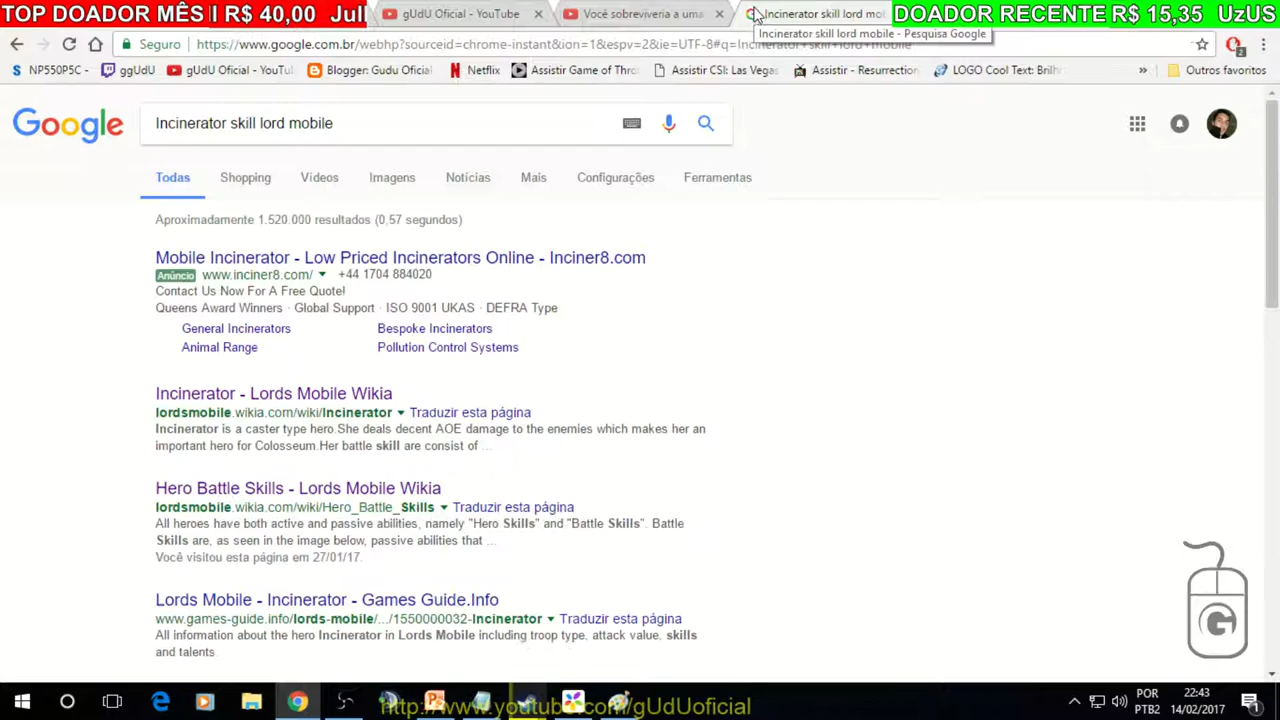 TOP DOADOR MÊS | R$ 40,00 Jul
DOADOR RECENTE R$ 15,35 UzUS
gUdU Oficial - YouTube
Você sobreviveria a uma
Incinerator skill lord mo
Incinerator skill lord mobile - Pesquisa Google
Seguro
https://www.google.com.br/webhp?sourceid=chrome-instant&ion=1&espv=2&ie=UTF-8#q=Incinerator+skill+lord+mobile
NP550P5C -
ggUdU
gUdU Oficial - YouTu
Blogger: Gudu Oficial
Netflix
Assistir Game of Thro
Assistir CSI: Las Vegas
Assistir - Resurrection
LOGO Cool Text: Brilh
»
Outros favoritos
Google
Incinerator skill lord mobile
Todas
Shopping
Vídeos
Imagens
Notícias
Mais
Configurações
Ferramentas
Aproximadamente 1.520.000 resultados (0,57 segundos)
Mobile Incinerator - Low Priced Incinerators Online - Inciner8.com
Anúncio www.inciner8.com/ +44 1704 884020
Contact Us Now For A Free Quote!
Queens Award Winners · Global Support · ISO 9001 UKAS · DEFRA Type
General Incinerators
Bespoke Incinerators
Animal Range
Pollution Control Systems
Incinerator - Lords Mobile Wikia
lordsmobile.wikia.com/wiki/Incinerator Traduzir esta página
Incinerator is a caster type hero.She deals decent AOE damage to the enemies which makes her an
important hero for Colosseum.Her battle skill are consist of ...
Hero Battle Skills - Lords Mobile Wikia
lordsmobile.wikia.com/wiki/Hero_Battle_Skills Traduzir esta página
All heroes have both active and passive abilities, namely "Hero Skills" and "Battle Skills". Battle
Skills are, as seen in the image below, passive abilities that ...
Você visitou esta página em 27/01/17.
Lords Mobile - Incinerator - Games Guide.Info
www.games-guide.info/lords-mobile/.../1550000032-Incinerator Traduzir esta página
All information about the hero Incinerator in Lords Mobile including troop type, attack value, skills
and talents.
G
http://www.youtube.com/gUdUoficial
POR
PTB2
22:43
14/02/2017